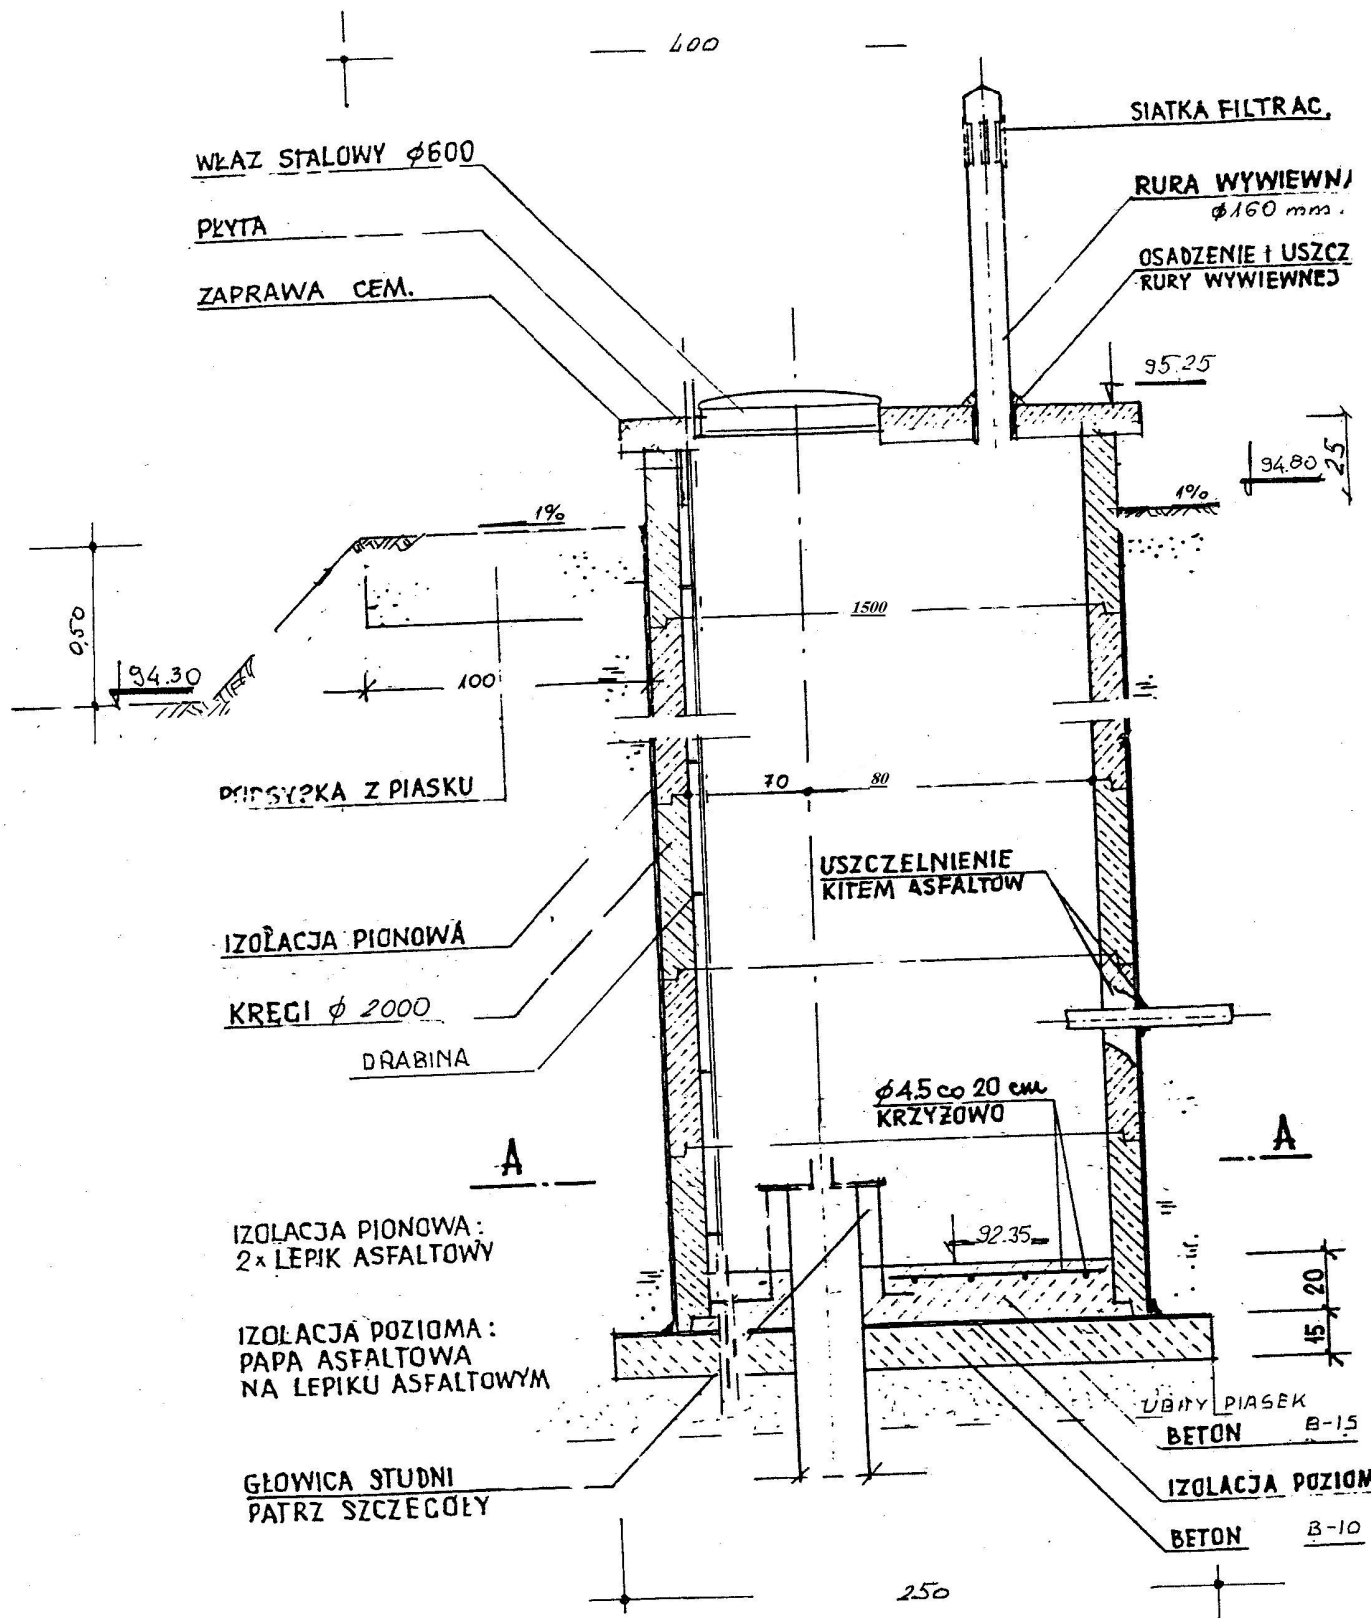 400
SIATKA FILTRAC.
WŁAZ STALOWY ϕ600
RURA WYWIEWNA
ϕ160 mm.
PŁYTA
OSADZENIE I USZCZ
RURY WYWIEWNEJ
ZAPRAWA CEM.
95.25
94.80
25
1%
1%
1500
0,50
94.30
100
PODSYPKA Z PIASKU
70
80
USZCZELNIENIE
KITEM ASFALTOW
IZOLACJA PIONOWA
KRĘGI ϕ 2000
DRABINA
ϕ4.5 co 20 cm
KRZYŻOWO
A
A
IZOLACJA PIONOWA:
2x LEPIK ASFALTOWY
92.35
20
15
IZOLACJA POZIOMA:
PAPA ASFALTOWA
NA LEPIKU ASFALTOWYM
UBITY PIASEK
BETON B-15
GŁOWICA STUDNI
PATRZ SZCZEGÓŁY
IZOLACJA POZIOM
BETON B-10
250